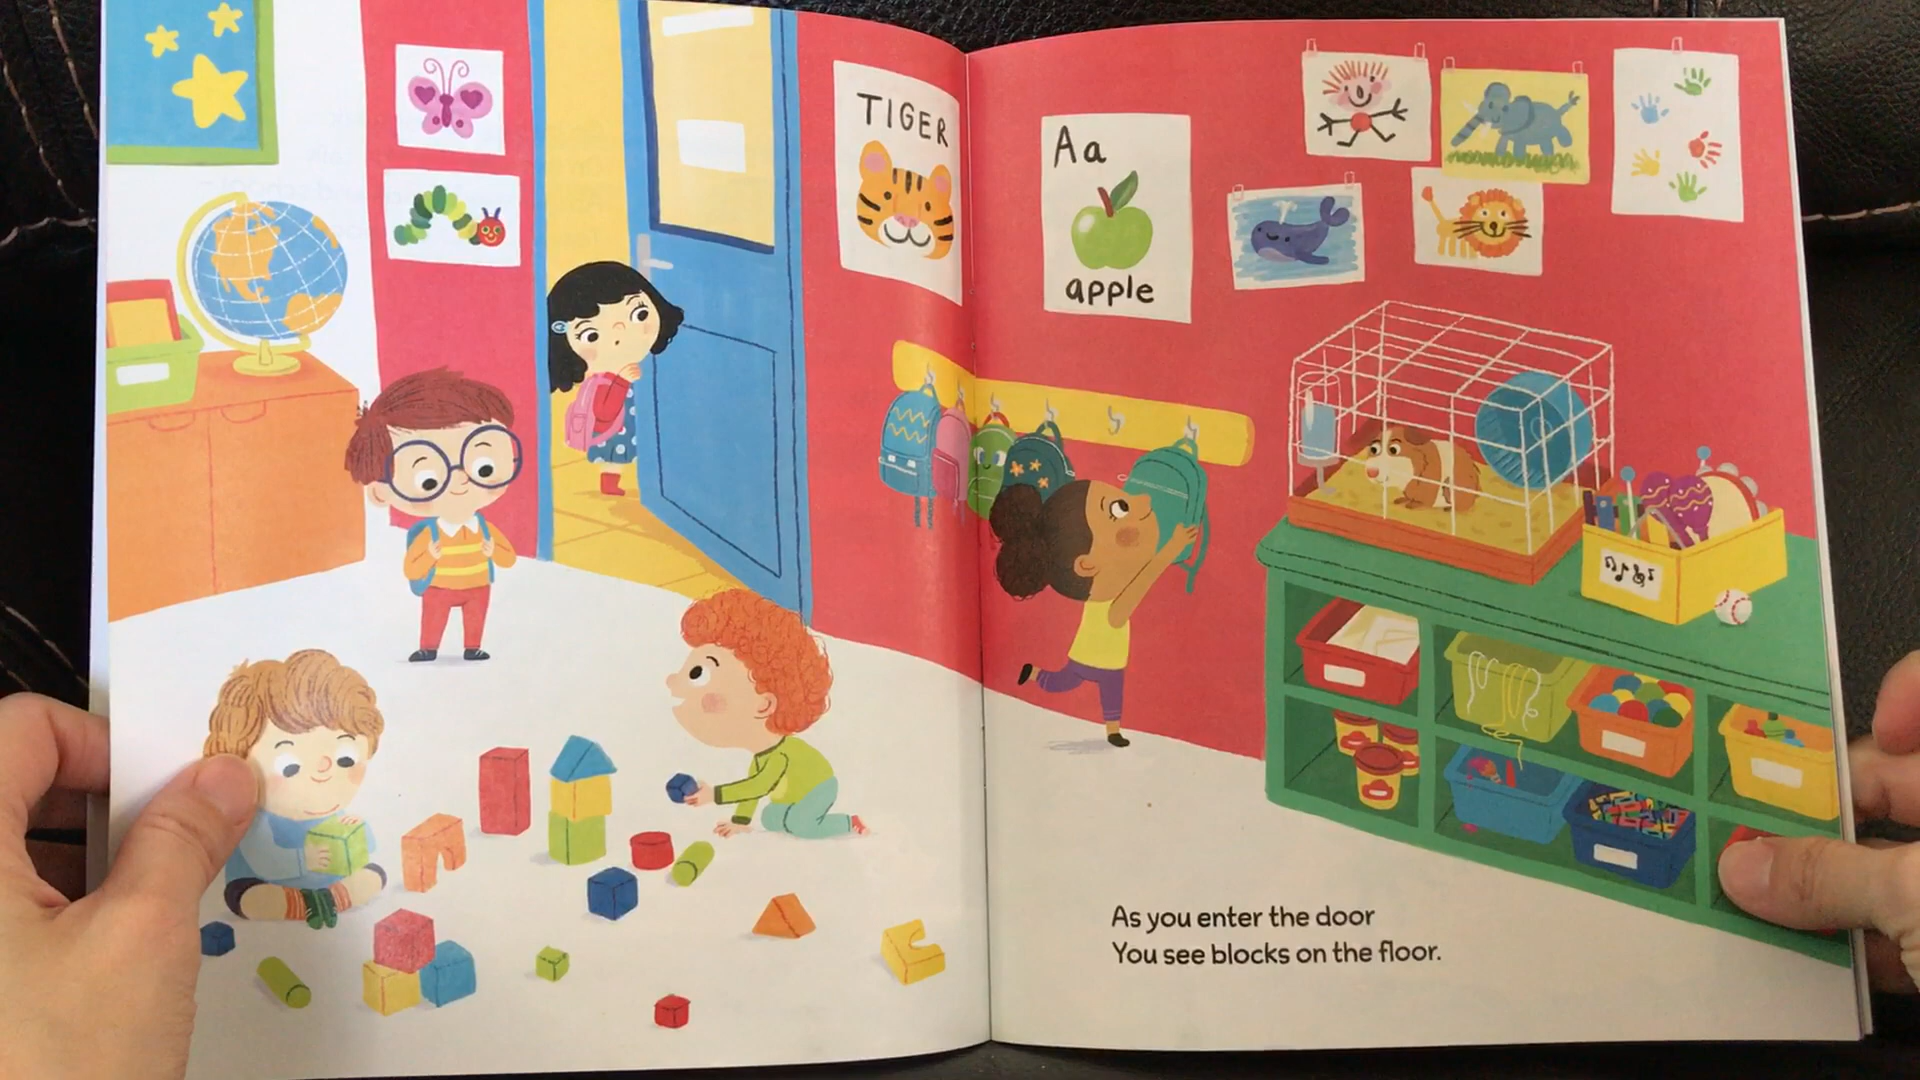 TIGER
Aa
apple
As you enter the door
You see blocks on the floor.